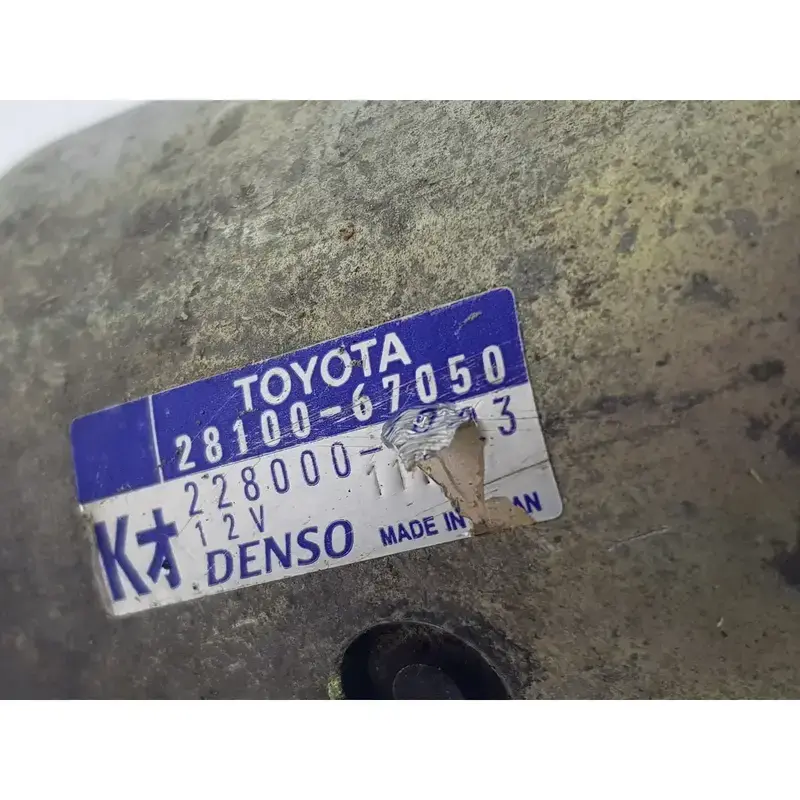 TOYOTA
28100-67050
228000-
12V
Kオ DENSO MADE IN